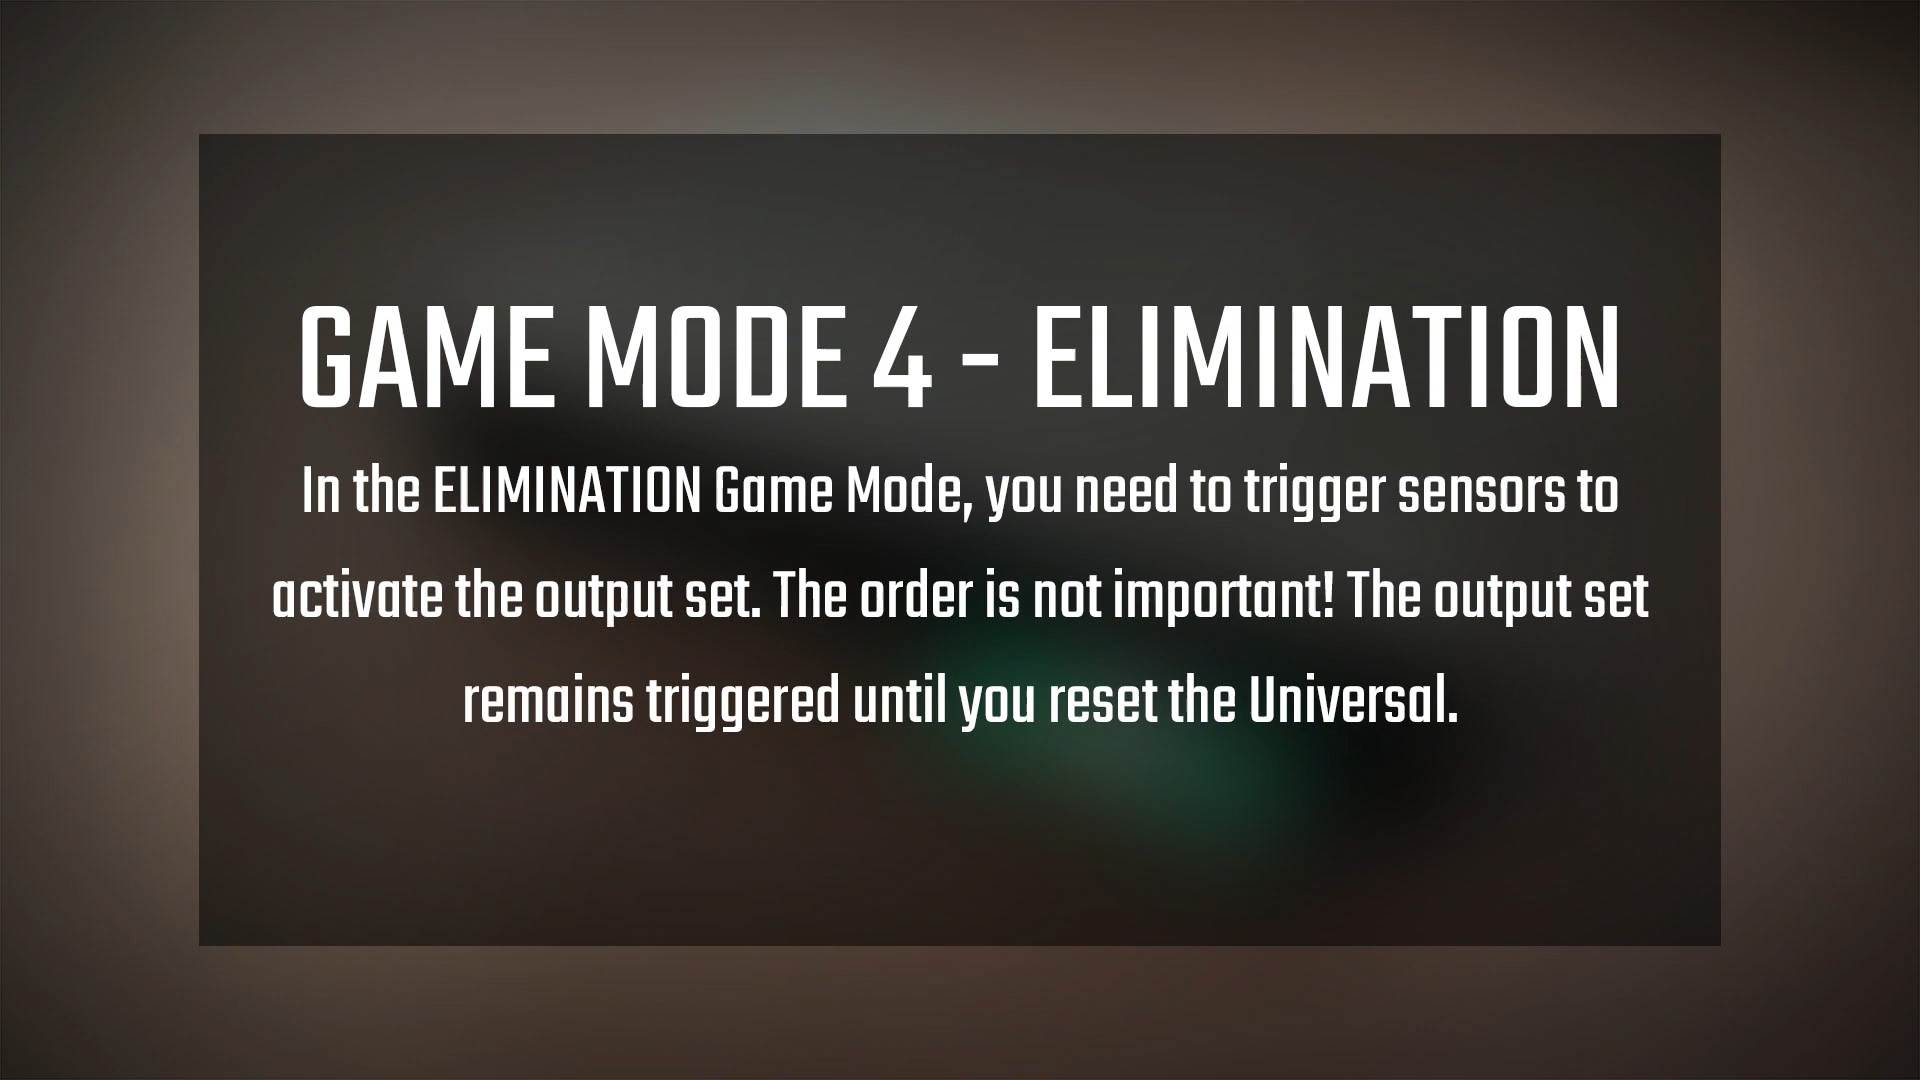 GAME MODE 4 - ELIMINATION
In the ELIMINATION Game Mode, you need to trigger sensors to
activate the output set. The order is not important! The output set
remains triggered until you reset the Universal.